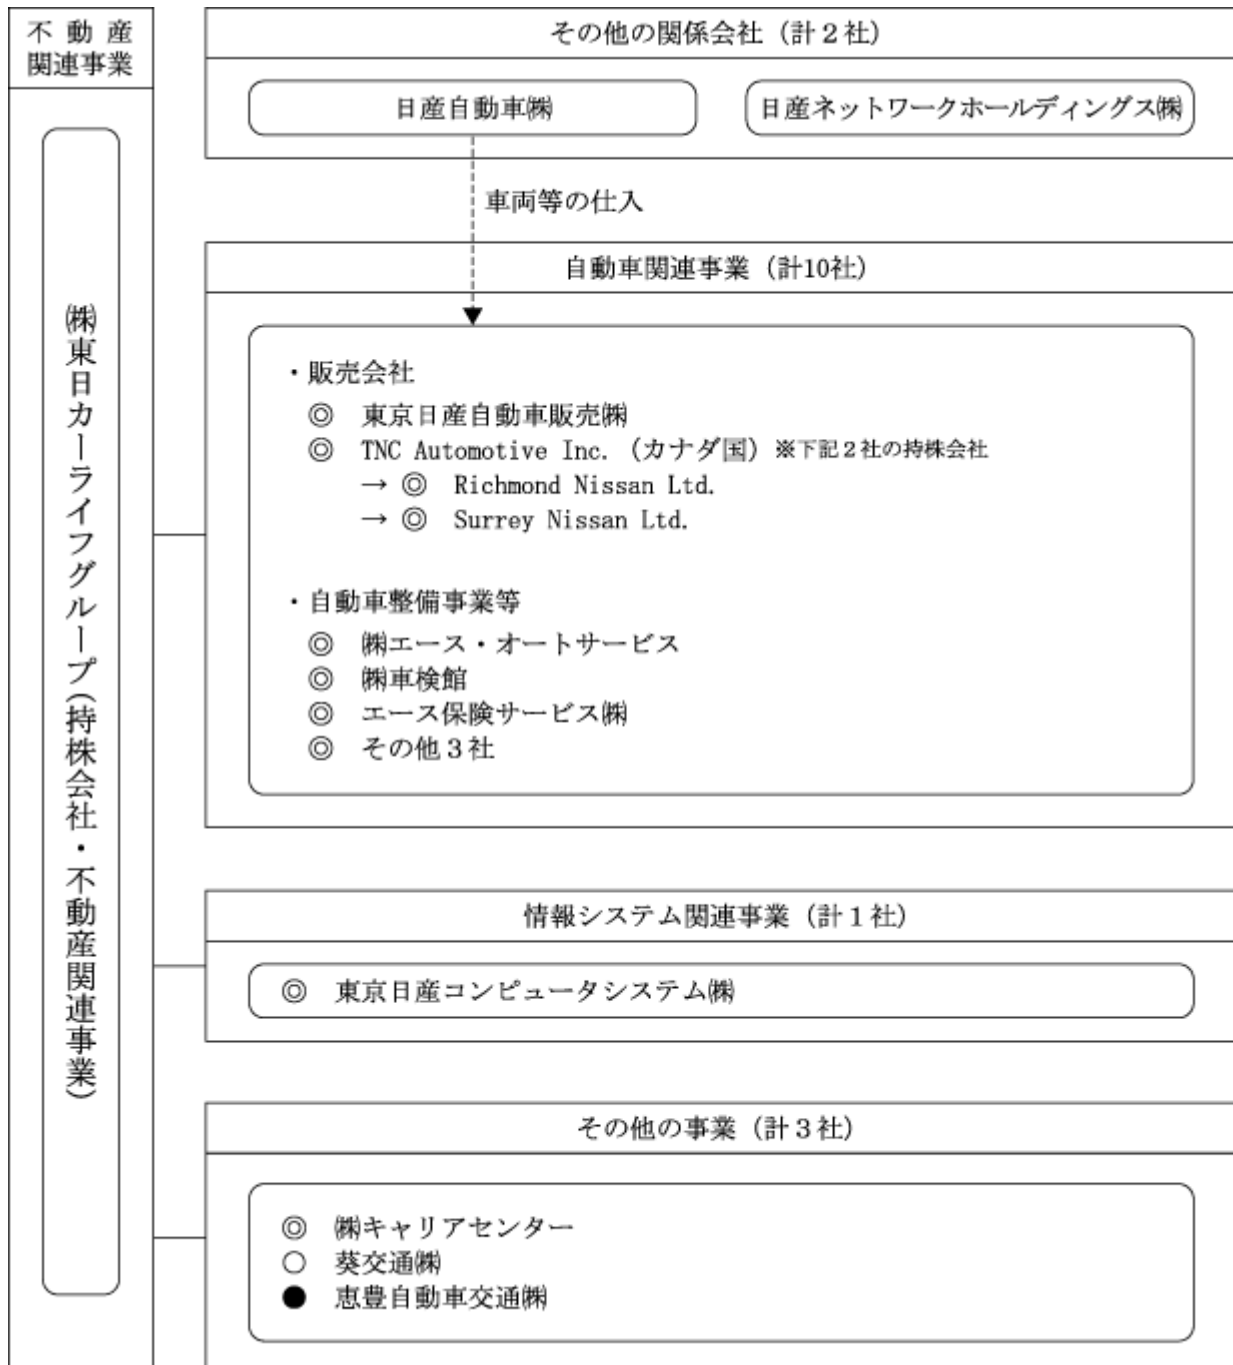 不動産
関連事業
㈱東日カーライフグループ(持株会社・不動産関連事業)
その他の関係会社（計２社）
日産自動車㈱
日産ネットワークホールディングス㈱
車両等の仕入
自動車関連事業（計10社）
・販売会社
◎ 東京日産自動車販売㈱
◎ TNC Automotive Inc.（カナダ国）※下記２社の持株会社
→ ◎ Richmond Nissan Ltd.
→ ◎ Surrey Nissan Ltd.
・自動車整備事業等
◎ ㈱エース・オートサービス
◎ ㈱車検館
◎ エース保険サービス㈱
◎ その他３社
情報システム関連事業（計１社）
◎ 東京日産コンピュータシステム㈱
その他の事業（計３社）
◎ ㈱キャリアセンター
○ 葵交通㈱
● 恵豊自動車交通㈱